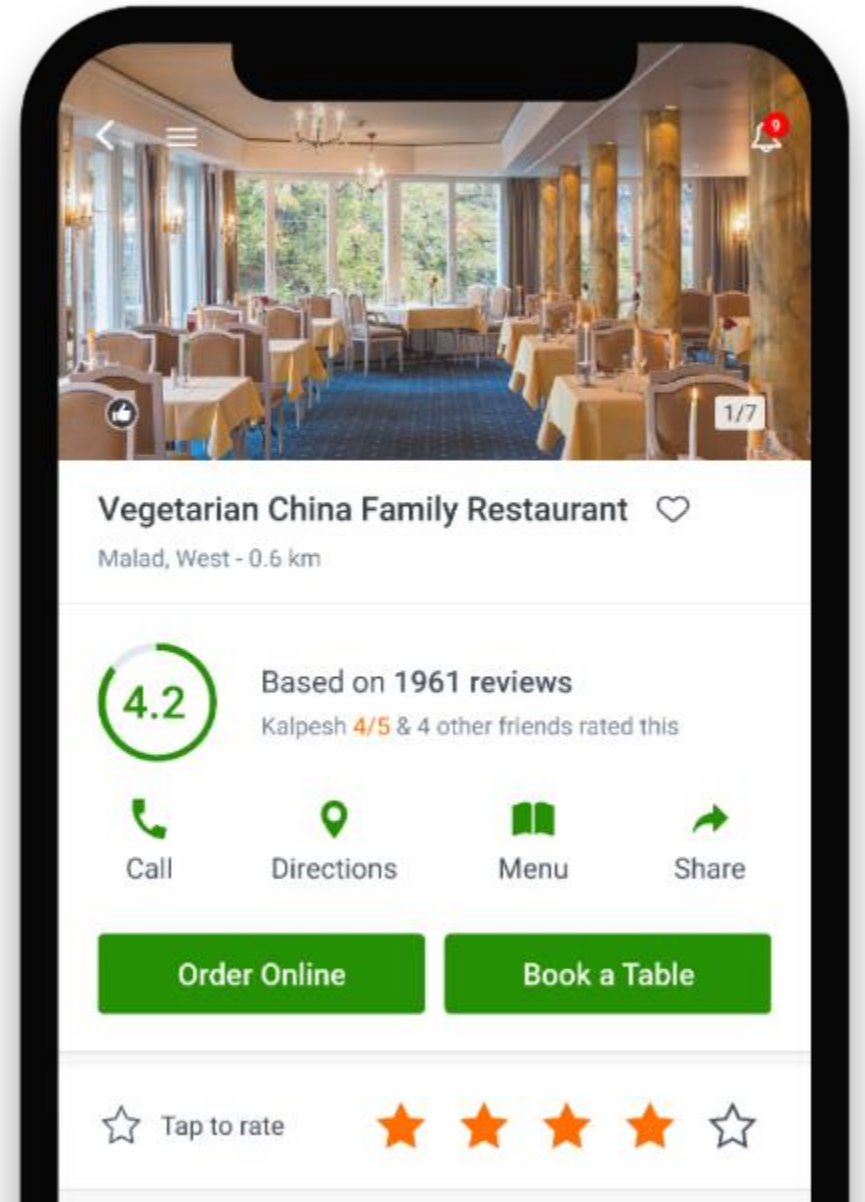 9
1/7
Vegetarian China Family Restaurant
Malad, West - 0.6 km
4.2
Based on 1961 reviews
Kalpesh 4/5 & 4 other friends rated this
Call Directions Menu Share
Order Online Book a Table
Tap to rate